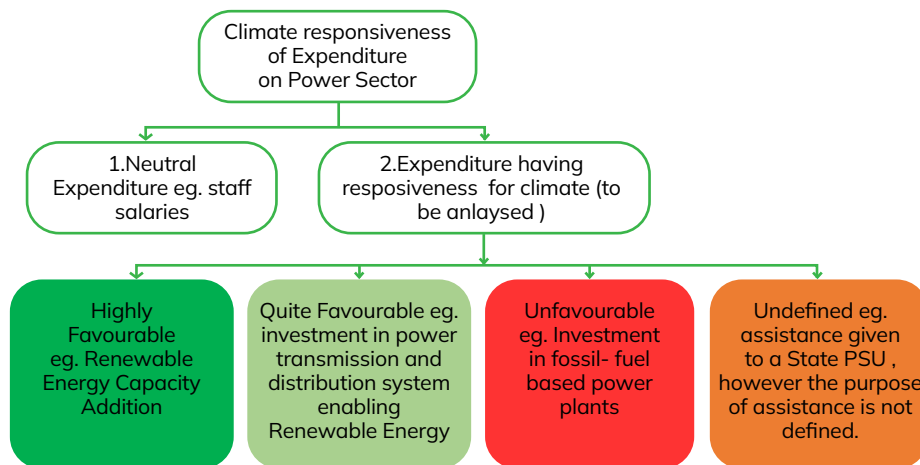 Climate responsiveness
of Expenditure
on Power Sector
1.Neutral
Expenditure eg. staff
salaries
2.Expenditure having
resposiveness for climate (to
be anlaysed )
Highly
Favourable
eg. Renewable
Energy Capacity
Addition
Quite Favourable eg.
investment in power
transmission and
distribution system
enabling
Renewable Energy
Unfavourable
eg. Investment
in fossil- fuel
based power
plants
Undefined eg.
assistance given
to a State PSU ,
however the purpose
of assistance is not
defined.